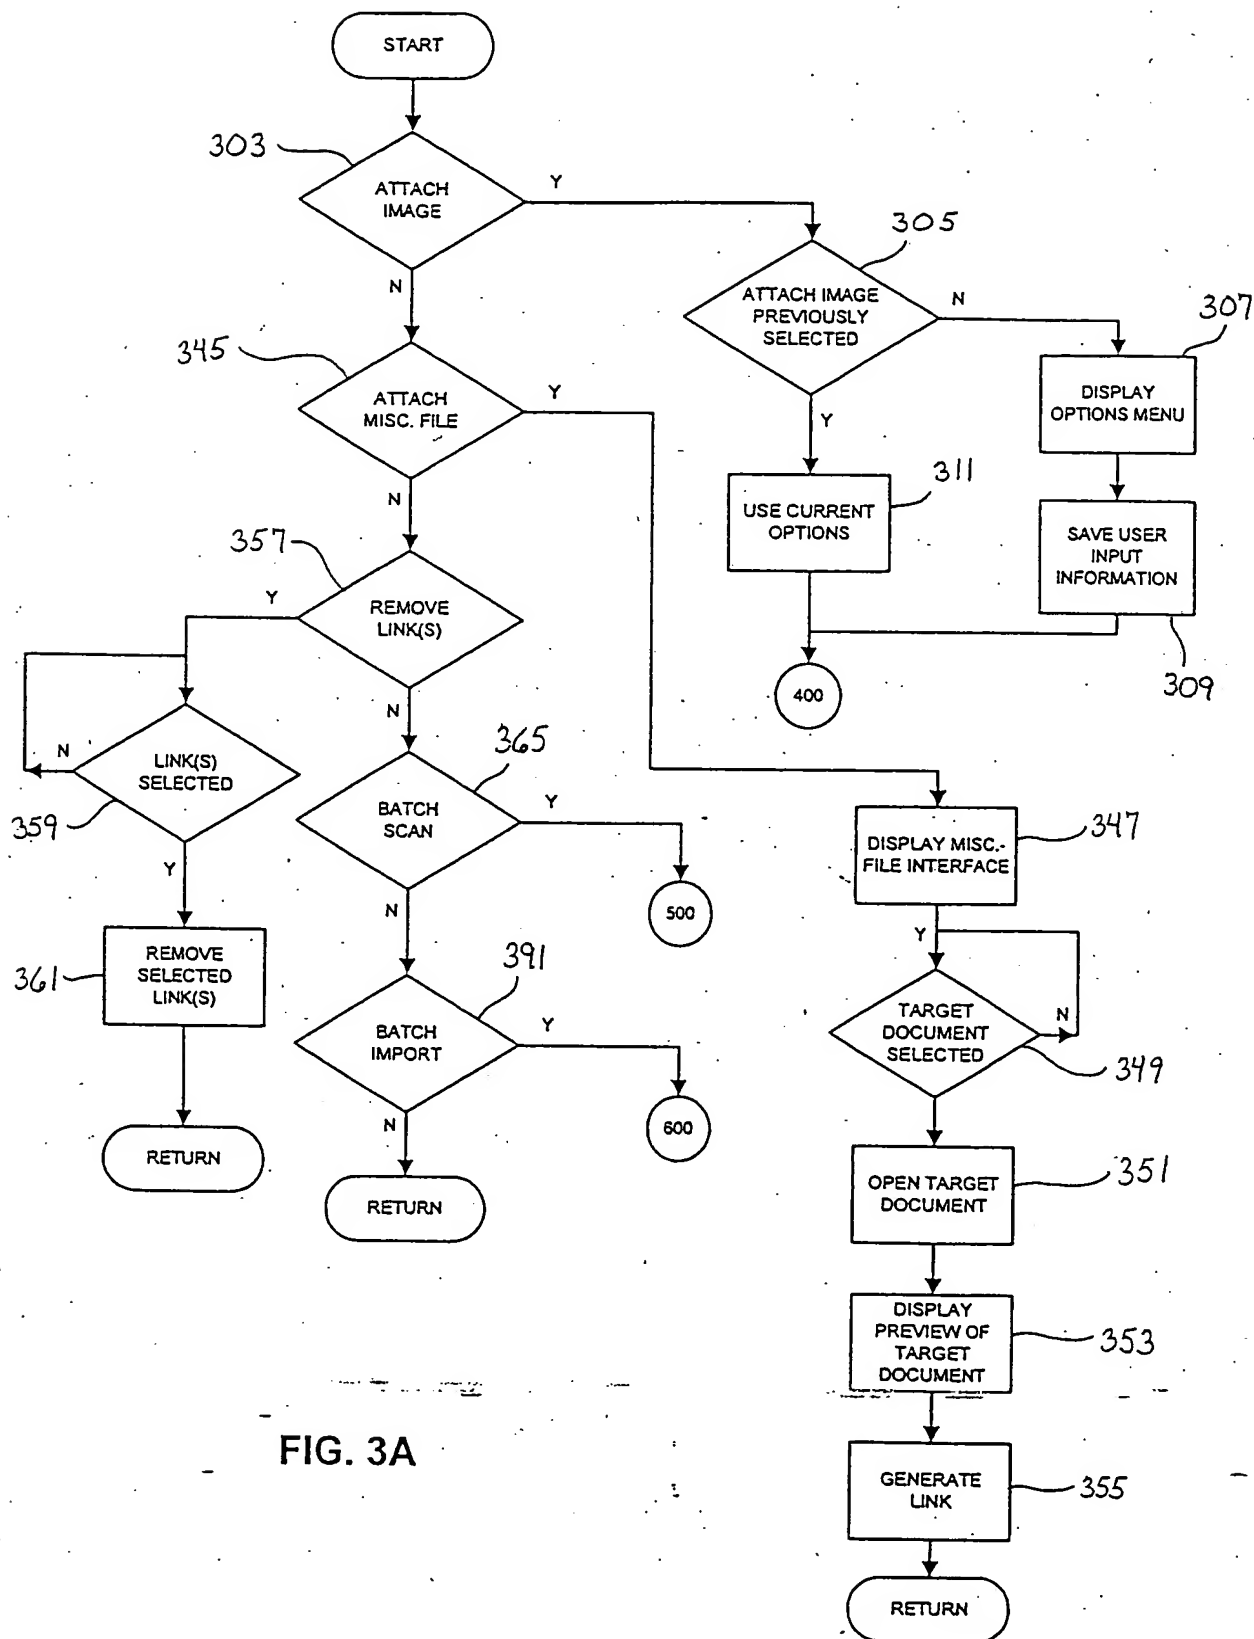 START
303
ATTACH
IMAGE
Y
N
305
ATTACH IMAGE
PREVIOUSLY
SELECTED
N
Y
307
DISPLAY
OPTIONS MENU
311
USE CURRENT
OPTIONS
SAVE USER
INPUT
INFORMATION
309
400
345
ATTACH
MISC. FILE
Y
N
357
REMOVE
LINK(S)
Y
N
LINK(S)
SELECTED
N
359
Y
361
REMOVE
SELECTED
LINK(S)
RETURN
365
BATCH
SCAN
Y
N
500
391
BATCH
IMPORT
Y
N
600
RETURN
347
DISPLAY MISC.-
FILE INTERFACE
Y
TARGET
DOCUMENT
SELECTED
N
349
OPEN TARGET
DOCUMENT
351
DISPLAY
PREVIEW OF
TARGET
DOCUMENT
353
GENERATE
LINK
355
RETURN
FIG. 3A